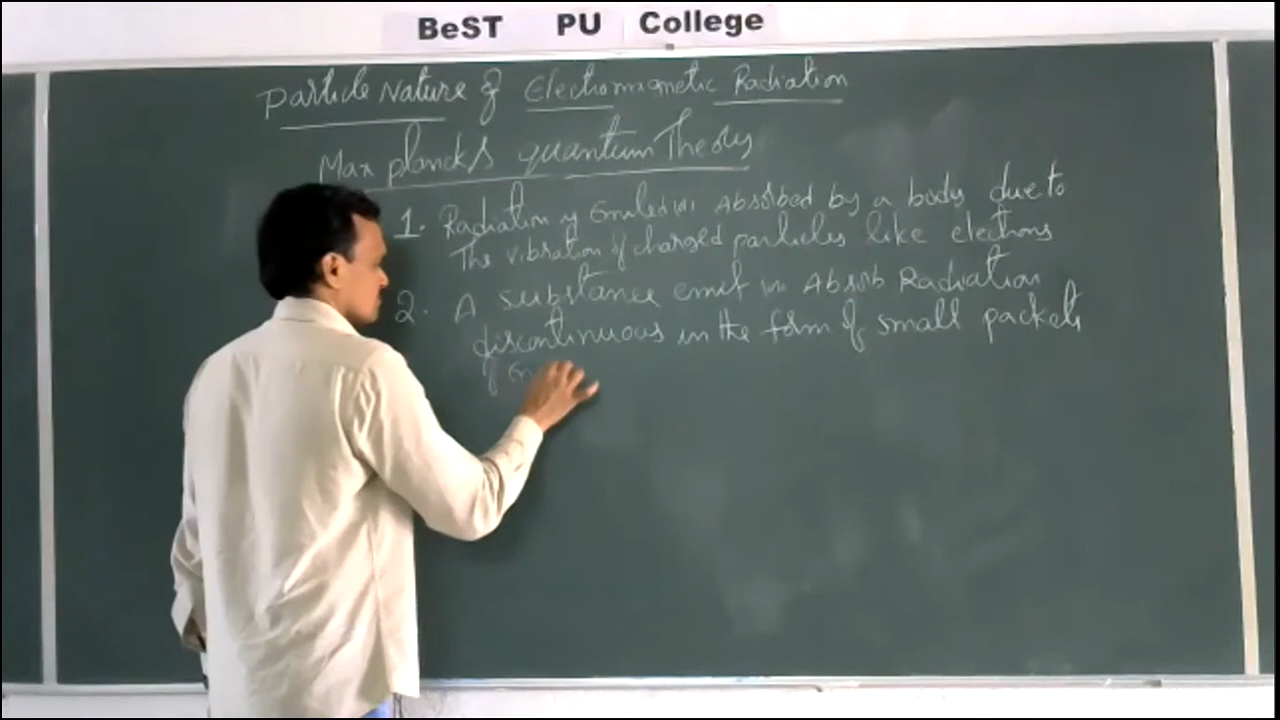 BeST PU College
Particle Nature of Electromagnetic Radiation
Max planck's quantum Theory
1. Radiation is Emitted or Absorbed by a body due to
The vibration of charged particles like electrons
2. A substance emit or Absorb Radiation
discontinuous in the form of small packets
of